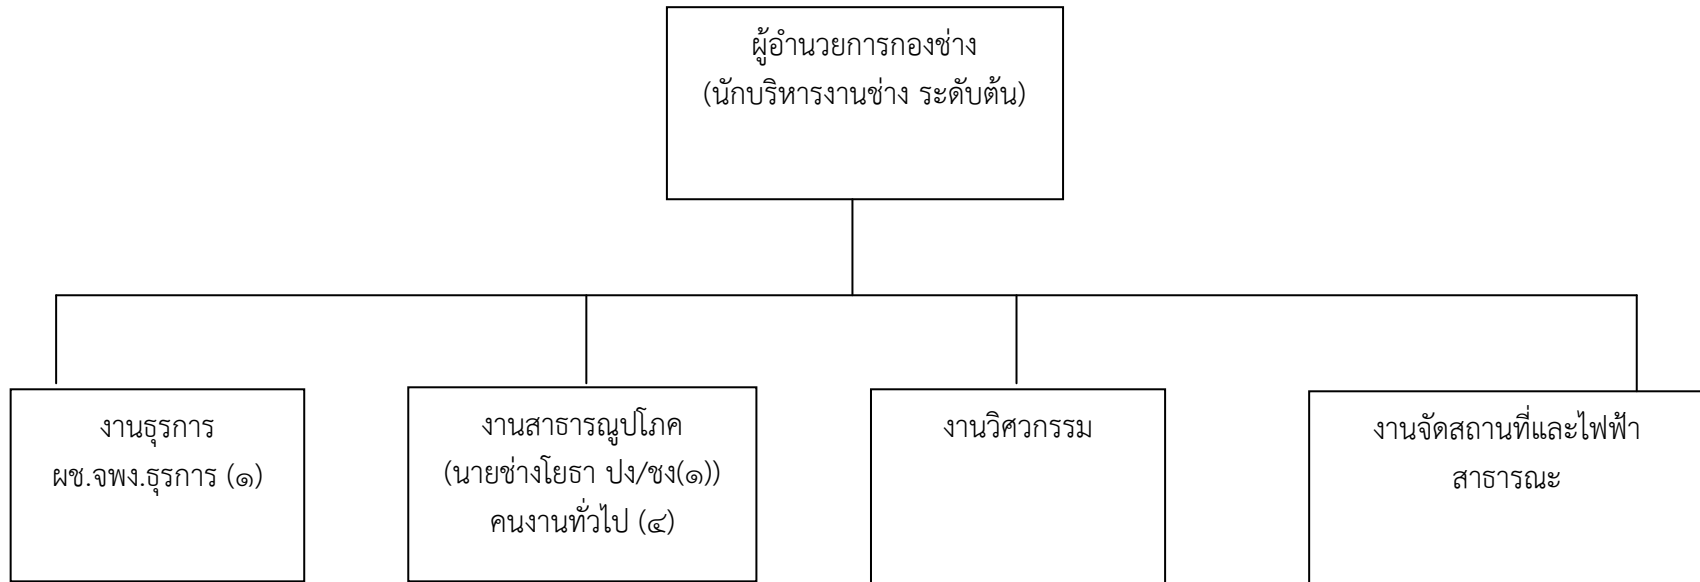 ผู้อำนวยการกองช่าง
(นักบริหารงานช่าง ระดับต้น)
งานธุรการ
ผช.จพง.ธุรการ (๑)
งานสาธารณูปโภค
(นายช่างโยธา ปง/ชง(๑))
คนงานทั่วไป (๔)
งานวิศวกรรม
งานจัดสถานที่และไฟฟ้า
สาธารณะ